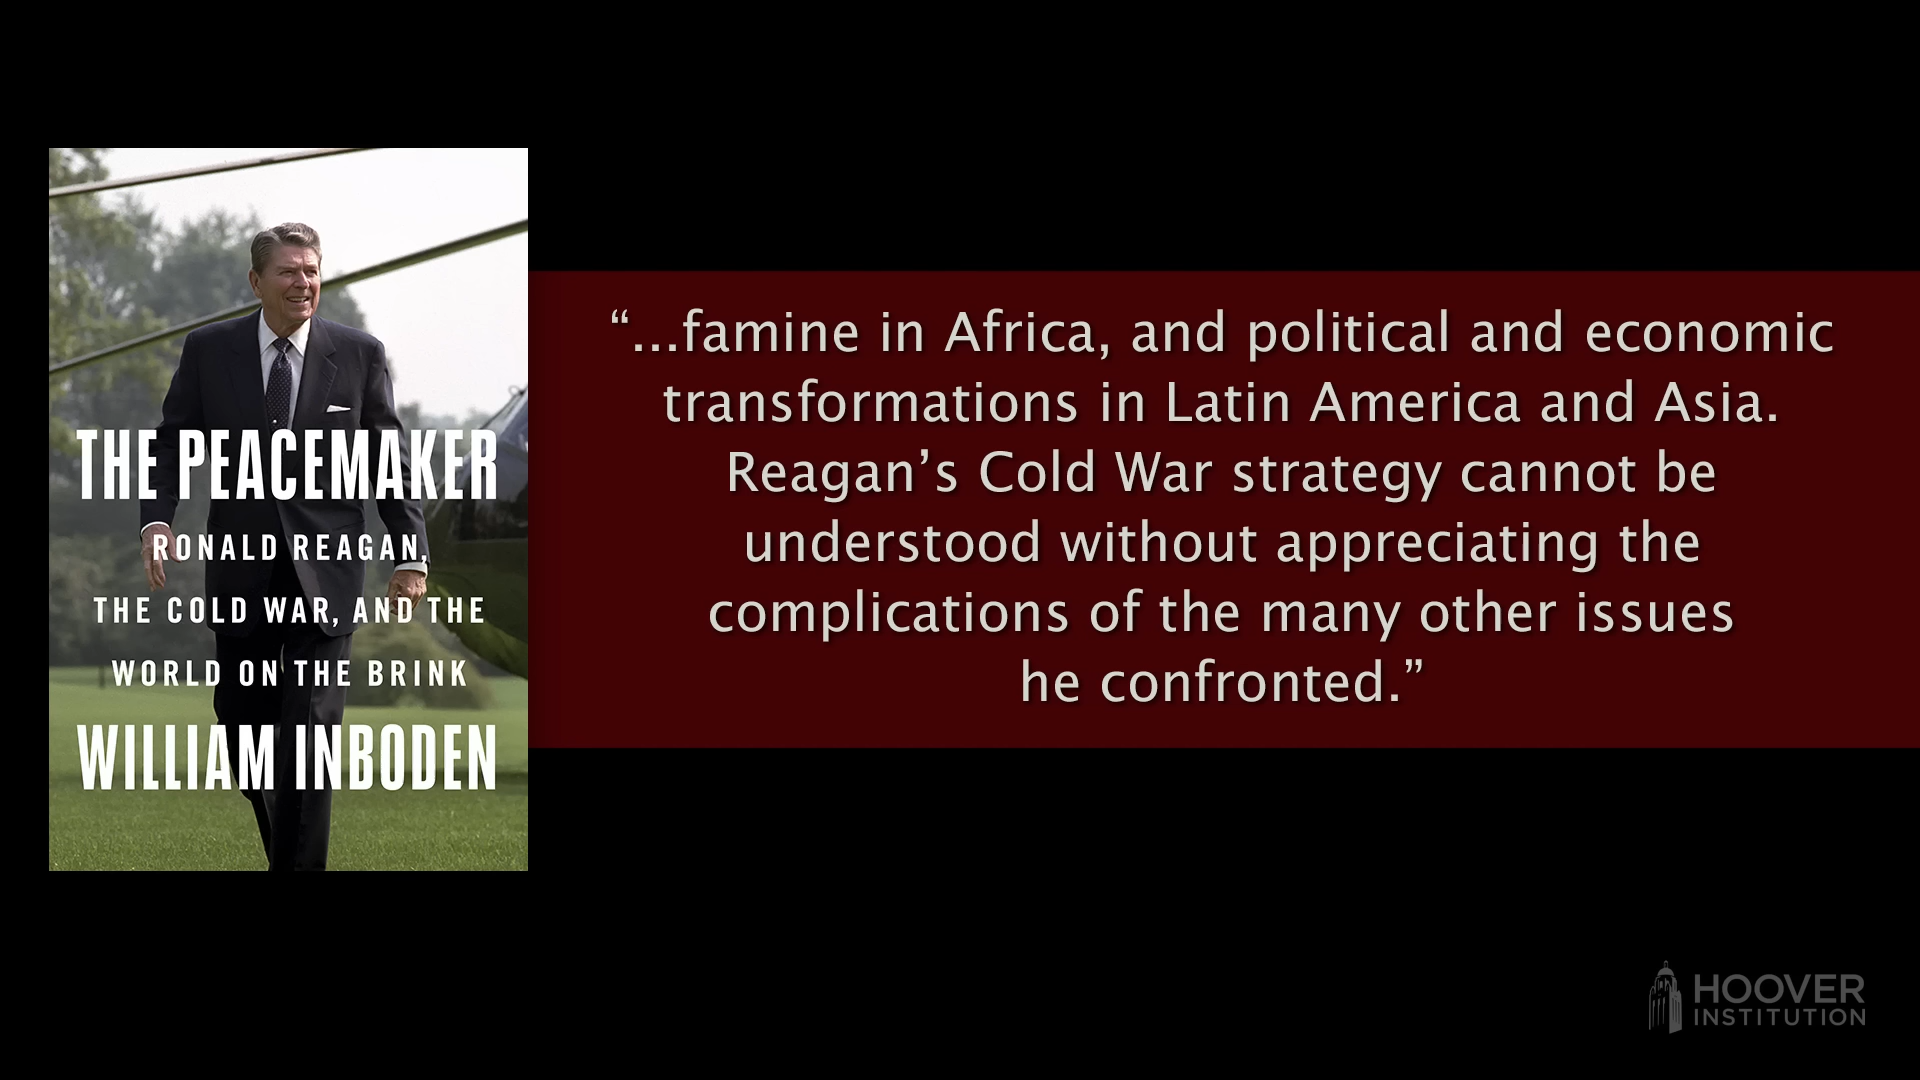 THE PEACEMAKER
RONALD REAGAN,
THE COLD WAR, AND THE
WORLD ON THE BRINK
WILLIAM INBODEN
“...famine in Africa, and political and economic
transformations in Latin America and Asia.
Reagan’s Cold War strategy cannot be
understood without appreciating the
complications of the many other issues
he confronted.”
HOOVER
INSTITUTION